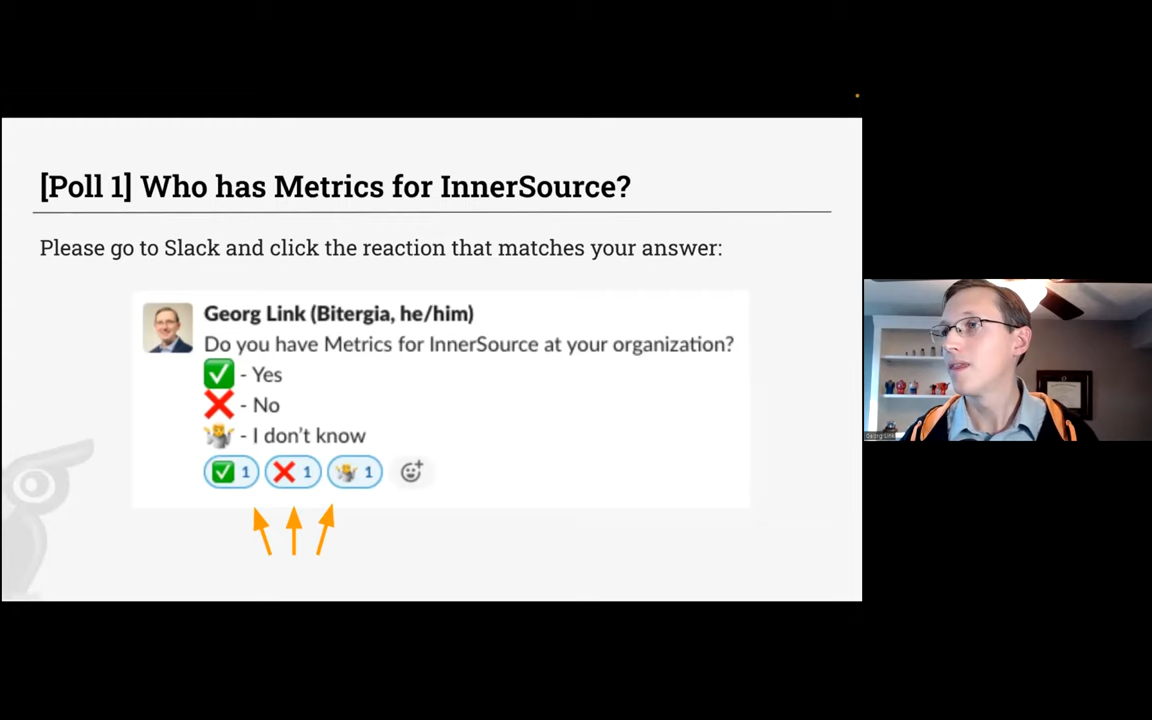 [Poll 1] Who has Metrics for InnerSource?
Please go to Slack and click the reaction that matches your answer:
Georg Link (Bitergia, he/him)
Do you have Metrics for InnerSource at your organization?
✅ - Yes
❌ - No
🤷 - I don't know
✅ 1 ❌ 1 🤷 1
Georg Link